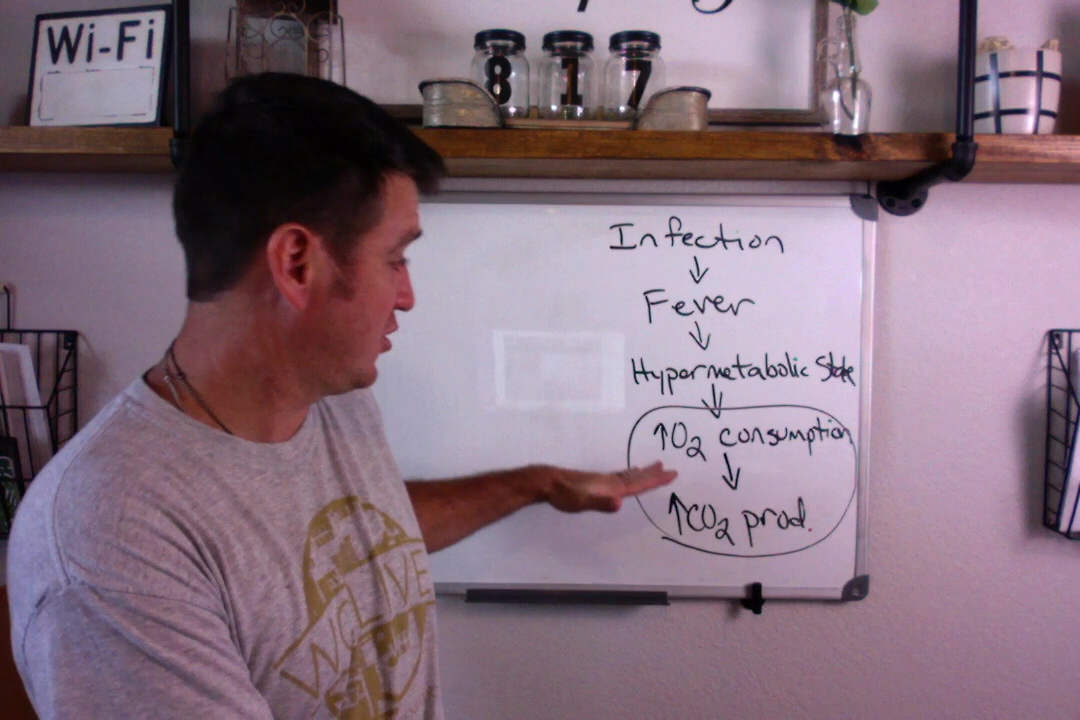 Wi-Fi
8 1 7
Infection
↓
Fever
↓
Hypermetabolic State
↓
↑O2 consumption
↓
↑CO2 prod.